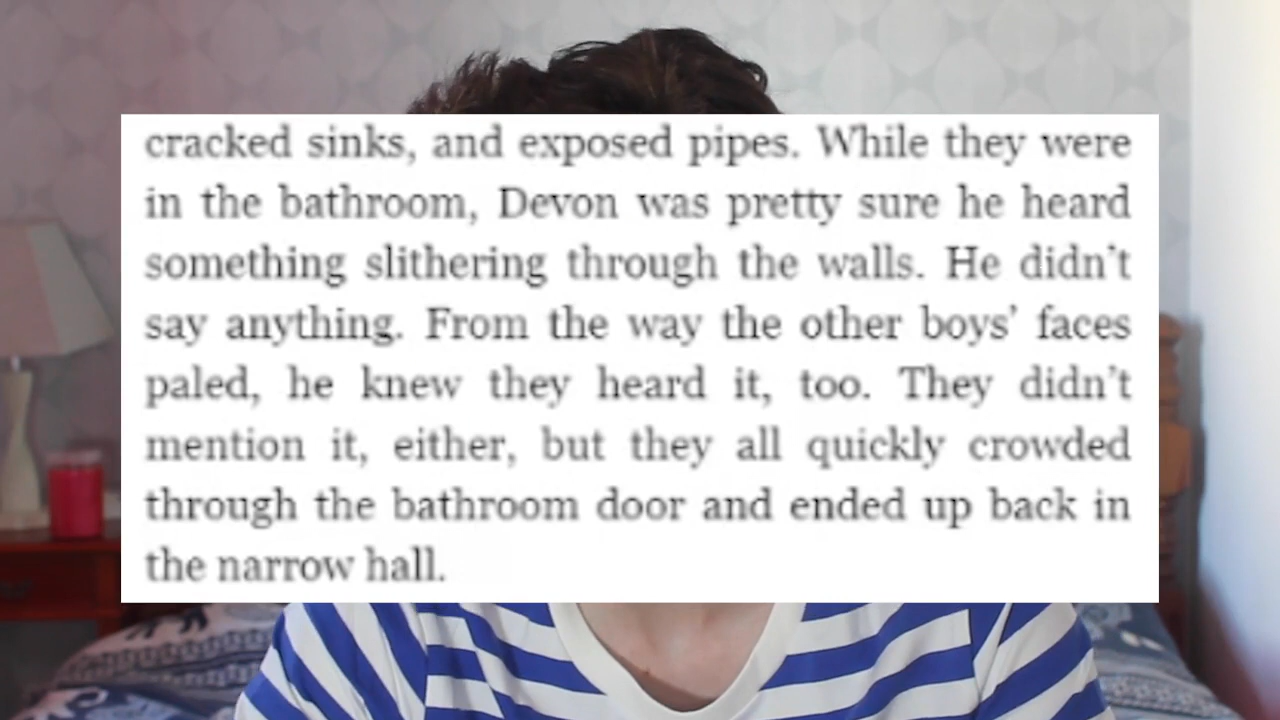 cracked sinks, and exposed pipes. While they were
in the bathroom, Devon was pretty sure he heard
something slithering through the walls. He didn’t
say anything. From the way the other boys’ faces
paled, he knew they heard it, too. They didn’t
mention it, either, but they all quickly crowded
through the bathroom door and ended up back in
the narrow hall.